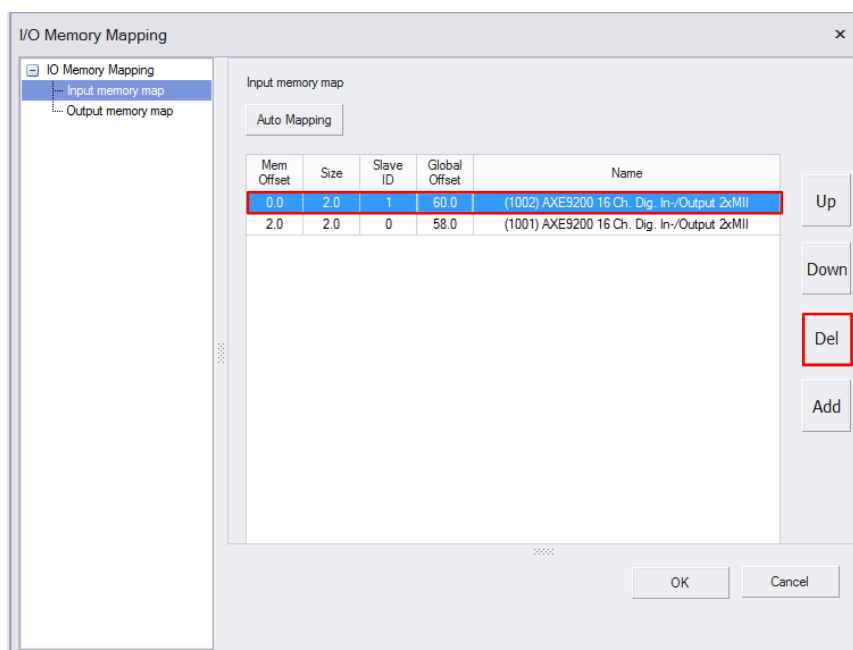 I/O Memory Mapping
x
IO Memory Mapping
Input memory map
Output memory map
Input memory map
Auto Mapping
Mem Offset Size Slave ID Global Offset Name
0.0 2.0 1 60.0 (1002) AXE9200 16 Ch. Dig. In-/Output 2xMII
2.0 2.0 0 58.0 (1001) AXE9200 16 Ch. Dig. In-/Output 2xMII
Up
Down
Del
Add
OK Cancel